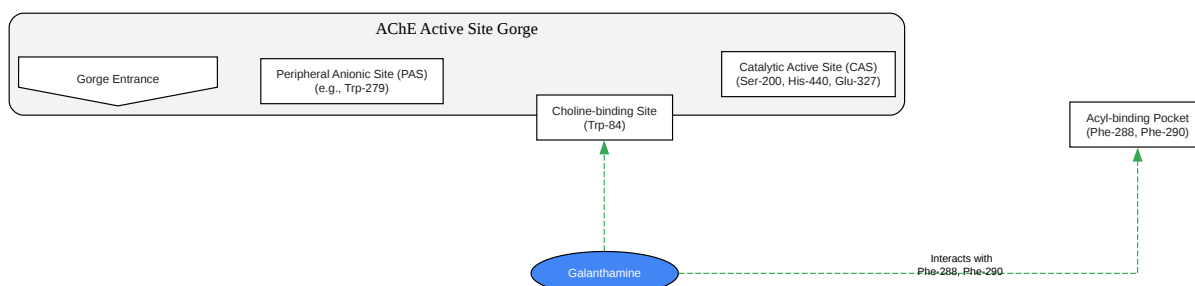 AChE Active Site Gorge
Gorge Entrance
Peripheral Anionic Site (PAS)
(e.g., Trp-279)
Catalytic Active Site (CAS)
(Ser-200, His-440, Glu-327)
Choline-binding Site
(Trp-84)
Acyl-binding Pocket
(Phe-288, Phe-290)
Galanthamine
Interacts with
Phe-288, Phe-290